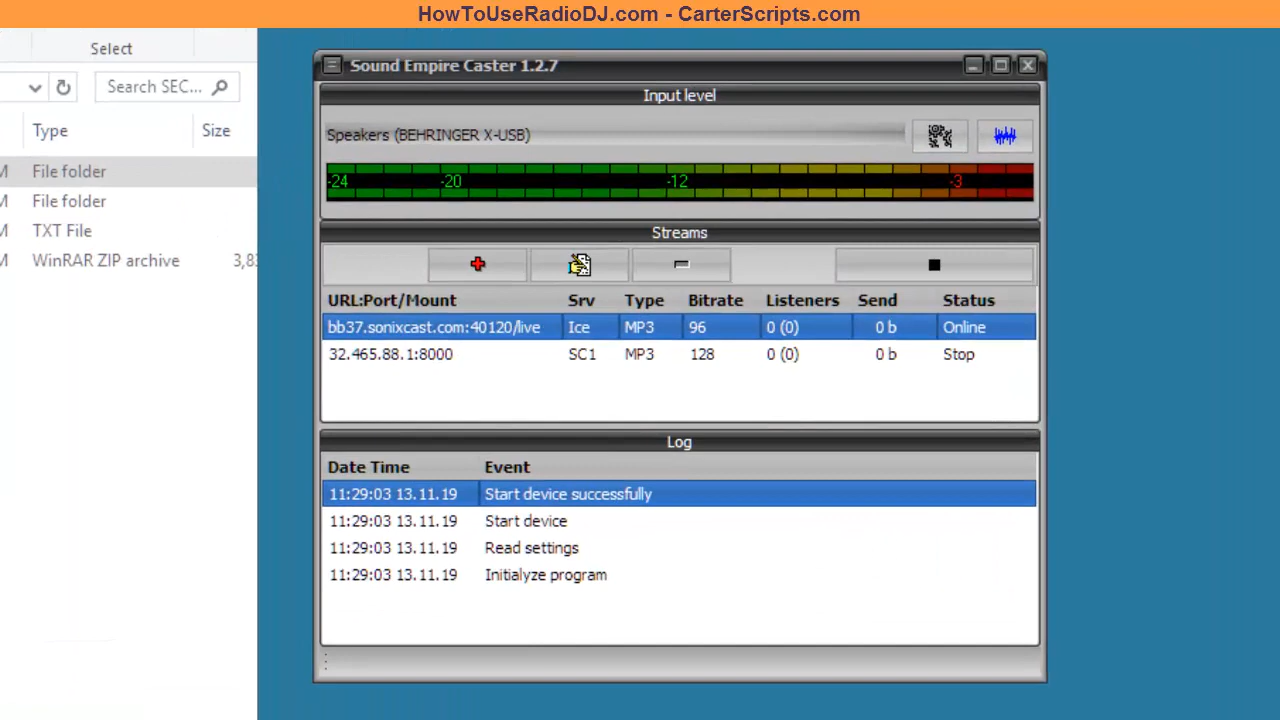 HowToUseRadioDJ.com - CarterScripts.com
Select
Search SEC...
Type Size
File folder
File folder
TXT File
WinRAR ZIP archive 3,8
Sound Empire Caster 1.2.7
Input level
Speakers (BEHRINGER X-USB)
-24 -20 -12 -3
Streams
URL:Port/Mount Srv Type Bitrate Listeners Send Status
bb37.sonixcast.com:40120/live Ice MP3 96 0 (0) 0 b Online
32.465.88.1:8000 SC1 MP3 128 0 (0) 0 b Stop
Log
Date Time Event
11:29:03 13.11.19 Start device successfully
11:29:03 13.11.19 Start device
11:29:03 13.11.19 Read settings
11:29:03 13.11.19 Initialyze program